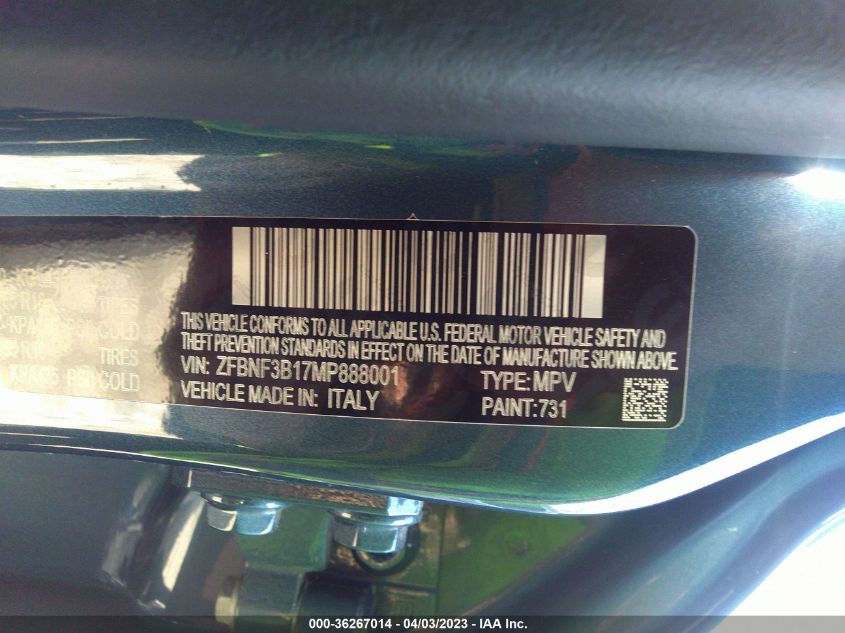 THIS VEHICLE CONFORMS TO ALL APPLICABLE U.S. FEDERAL MOTOR VEHICLE SAFETY AND
THEFT PREVENTION STANDARDS IN EFFECT ON THE DATE OF MANUFACTURE SHOWN ABOVE.
VIN: ZFBNF3B17MP888001 TYPE:MPV
VEHICLE MADE IN: ITALY PAINT:731
TIRES
COLD
TIRES
PSI COLD
000-36267014 - 04/03/2023 - IAA Inc.